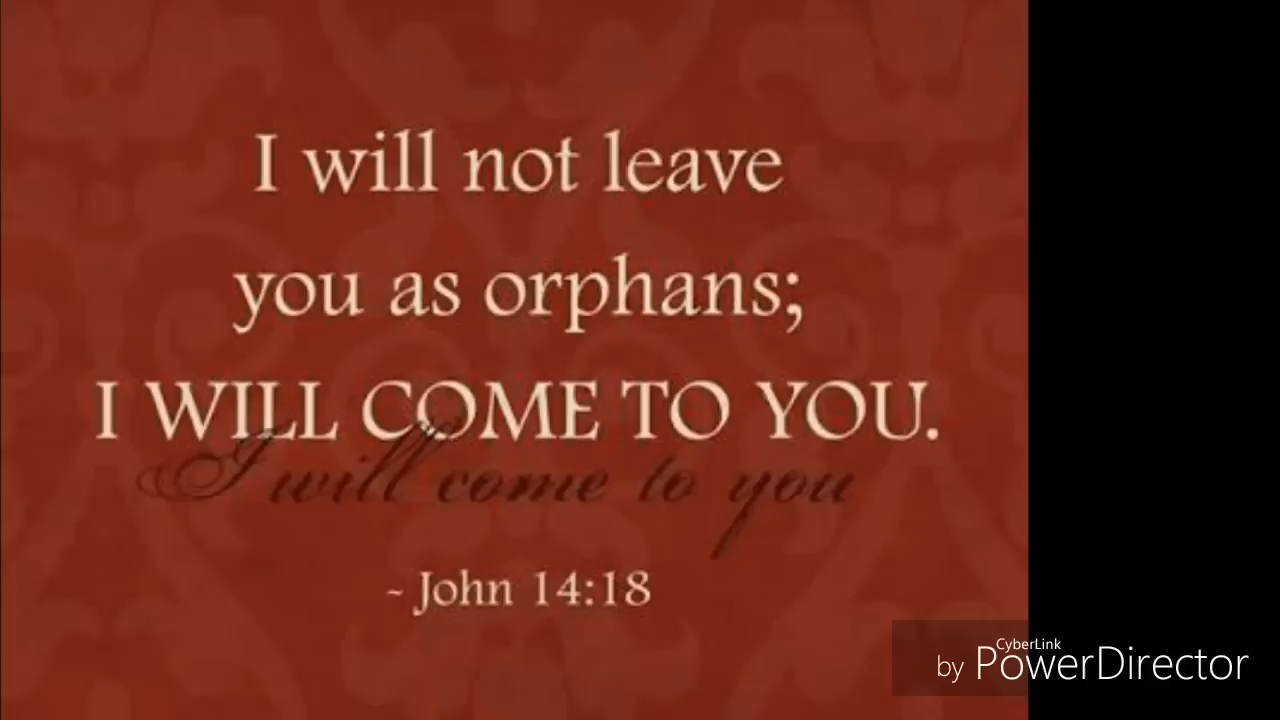 I will not leave
you as orphans;
I WILL COME TO YOU.
I will come to you
~ John 14:18
CyberLink
by PowerDirector